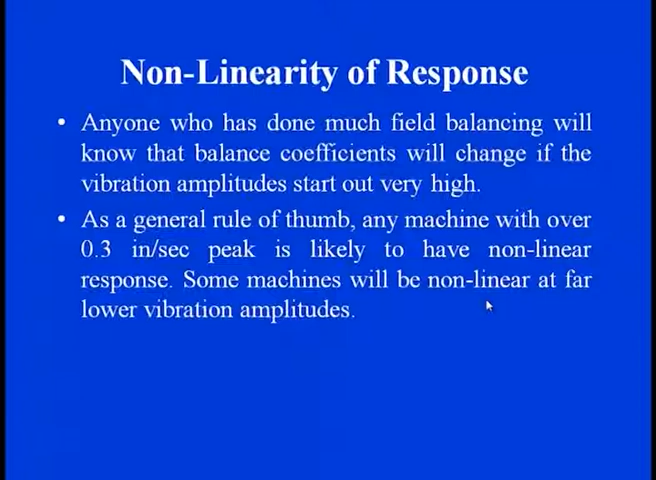 Non-Linearity of Response
• Anyone who has done much field balancing will
know that balance coefficients will change if the
vibration amplitudes start out very high.
• As a general rule of thumb, any machine with over
0.3 in/sec peak is likely to have non-linear
response. Some machines will be non-linear at far
lower vibration amplitudes.